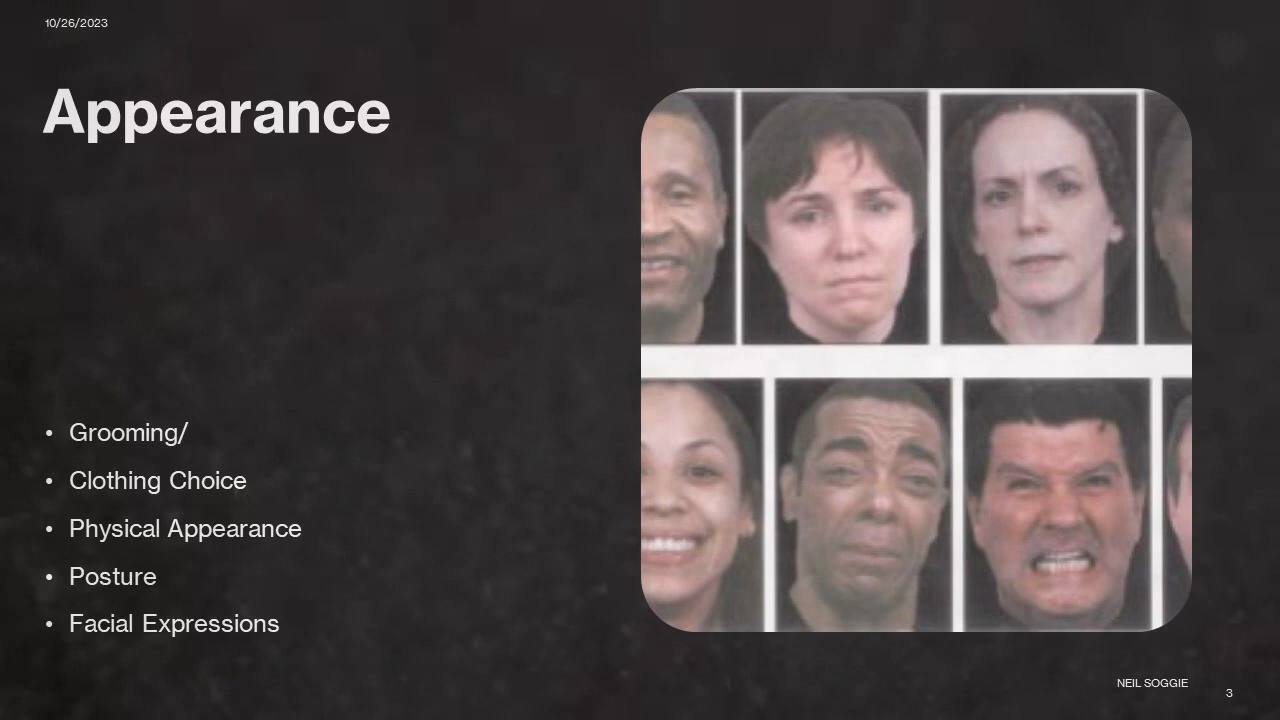 10/26/2023
Appearance
• Grooming/
• Clothing Choice
• Physical Appearance
• Posture
• Facial Expressions
NEIL SOGGIE
3